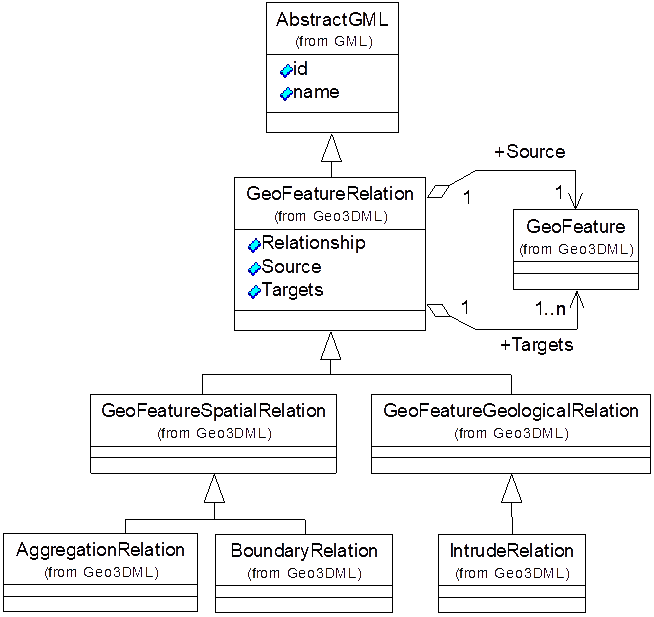 AbstractGML
(from GML)
id
name
+Source
1
1
GeoFeatureRelation
(from Geo3DML)
Relationship
Source
Targets
GeoFeature
(from Geo3DML)
1
1..n
+Targets
GeoFeatureSpatialRelation
(from Geo3DML)
GeoFeatureGeologicalRelation
(from Geo3DML)
AggregationRelation
(from Geo3DML)
BoundaryRelation
(from Geo3DML)
IntrudeRelation
(from Geo3DML)